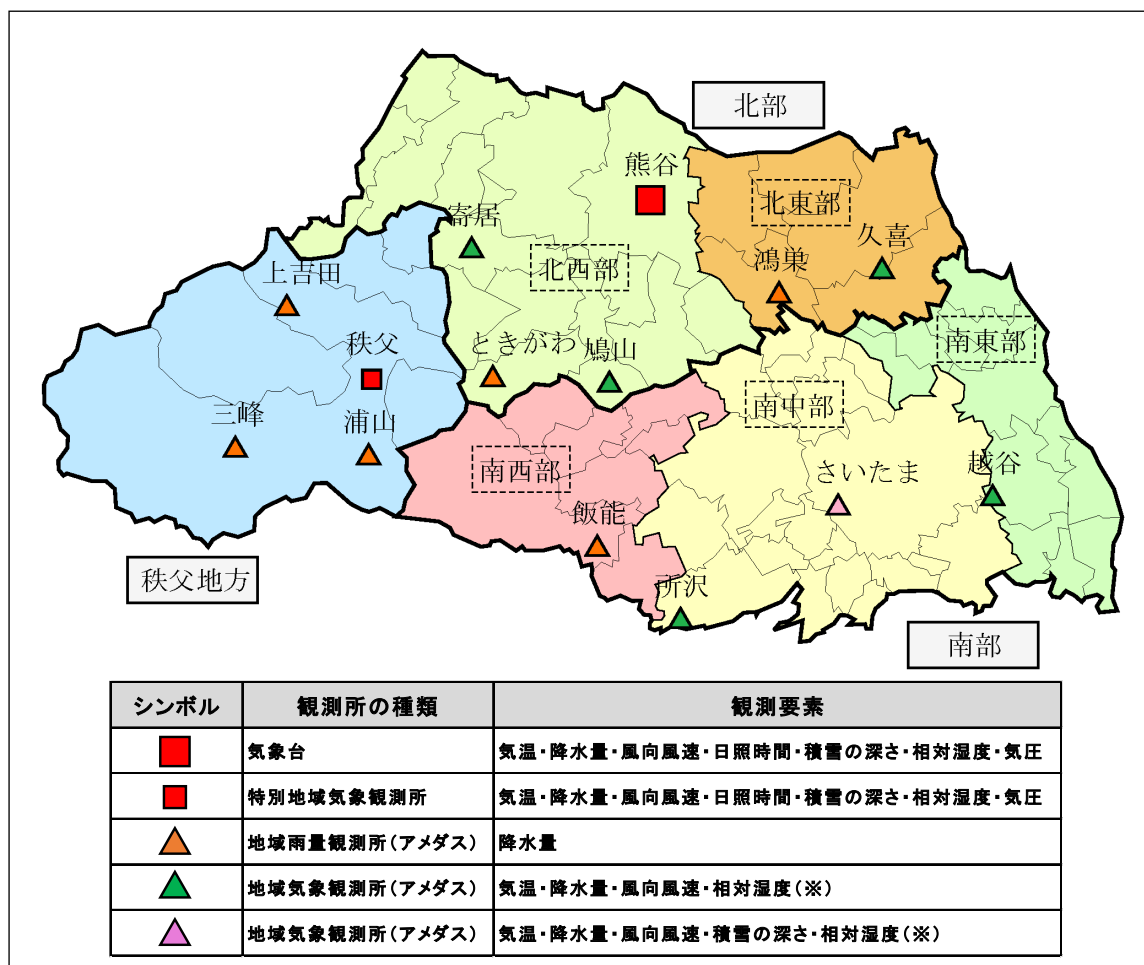 北部
熊谷
北東部
寄居
久喜
北西部
鴻巣
上吉田
南東部
秩父
ときがわ
鳩山
南中部
三峰
浦山
南西部
さいたま
越谷
飯能
秩父地方
所沢
南部
シンボル 観測所の種類 観測要素
気象台 気温・降水量・風向風速・日照時間・積雪の深さ・相対湿度・気圧
特別地域気象観測所 気温・降水量・風向風速・日照時間・積雪の深さ・相対湿度・気圧
地域雨量観測所(アメダス) 降水量
地域気象観測所(アメダス) 気温・降水量・風向風速・相対湿度(※)
地域気象観測所(アメダス) 気温・降水量・風向風速・積雪の深さ・相対湿度(※)